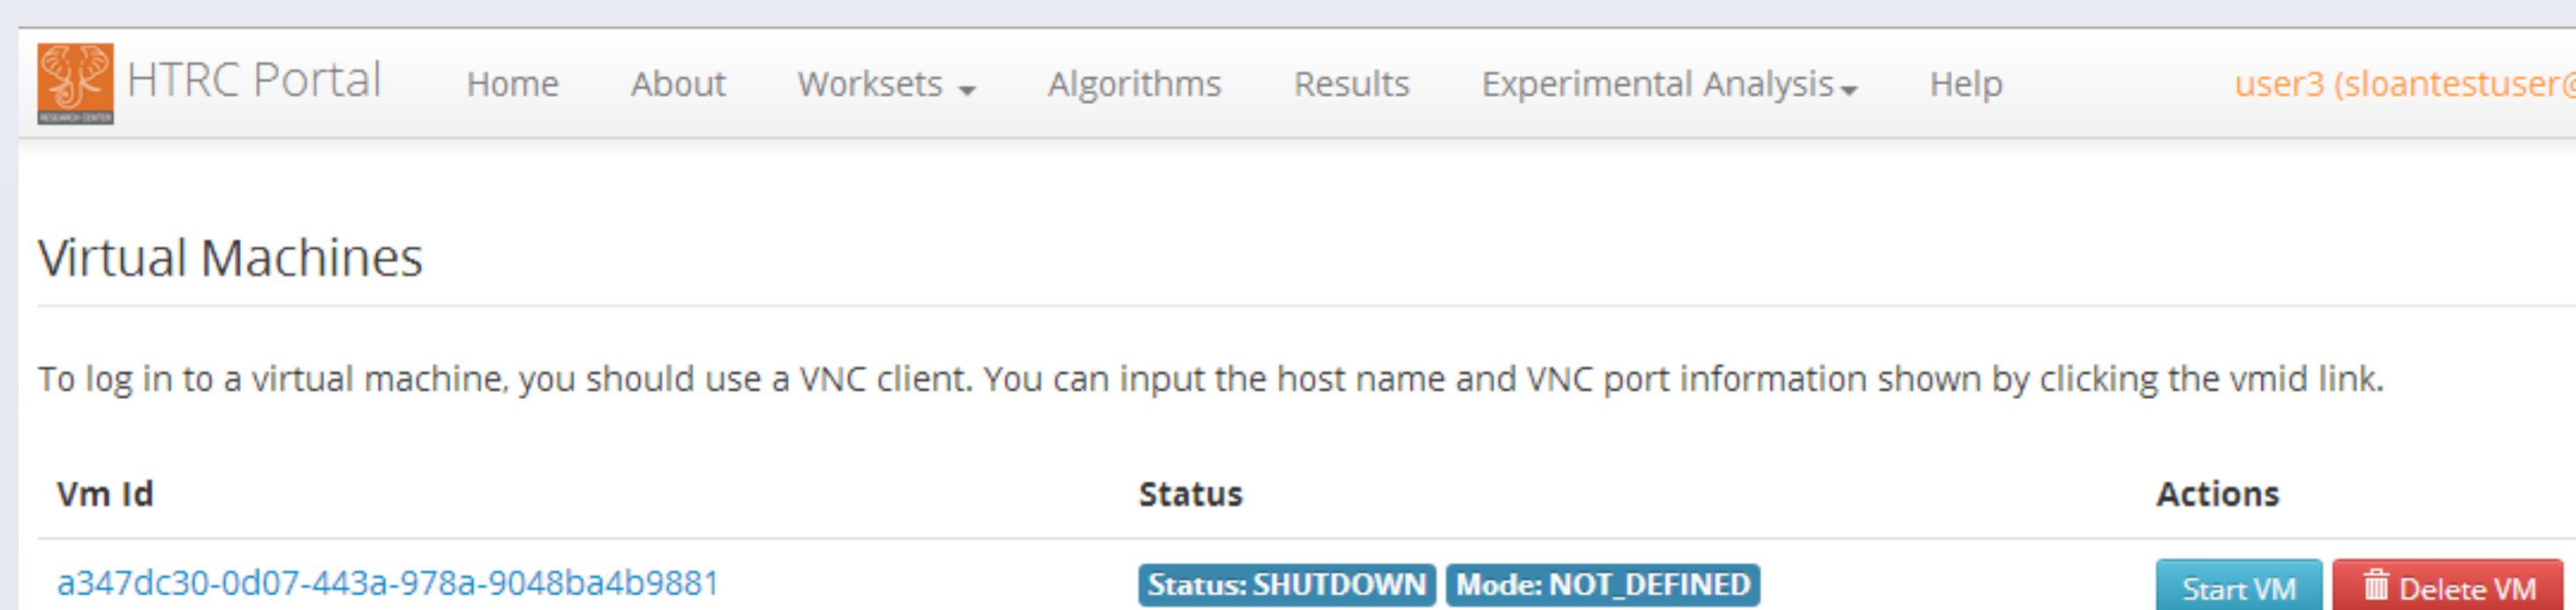 HTRC Portal Home About Worksets Algorithms Results Experimental Analysis Help user3 (sloantestuser@
RESEARCH CENTER
Virtual Machines
To log in to a virtual machine, you should use a VNC client. You can input the host name and VNC port information shown by clicking the vmid link.
Vm Id Status Actions
a347dc30-0d07-443a-978a-9048ba4b9881 Status: SHUTDOWN Mode: NOT_DEFINED Start VM Delete VM